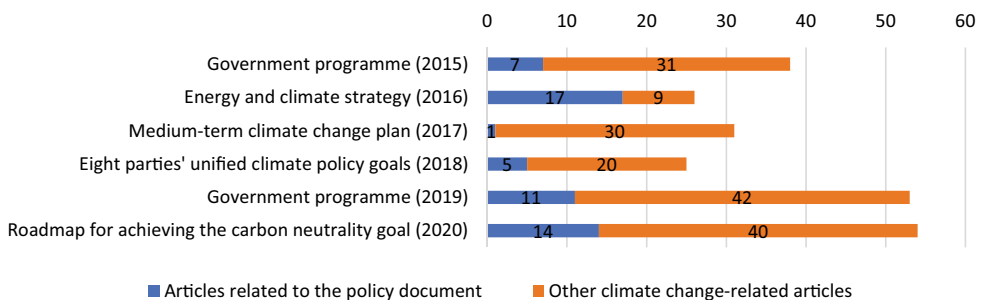 0 10 20 30 40 50 60
Government programme (2015) 7 31
Energy and climate strategy (2016) 17 9
Medium-term climate change plan (2017) 1 30
Eight parties' unified climate policy goals (2018) 5 20
Government programme (2019) 11 42
Roadmap for achieving the carbon neutrality goal (2020) 14 40
Articles related to the policy document Other climate change-related articles